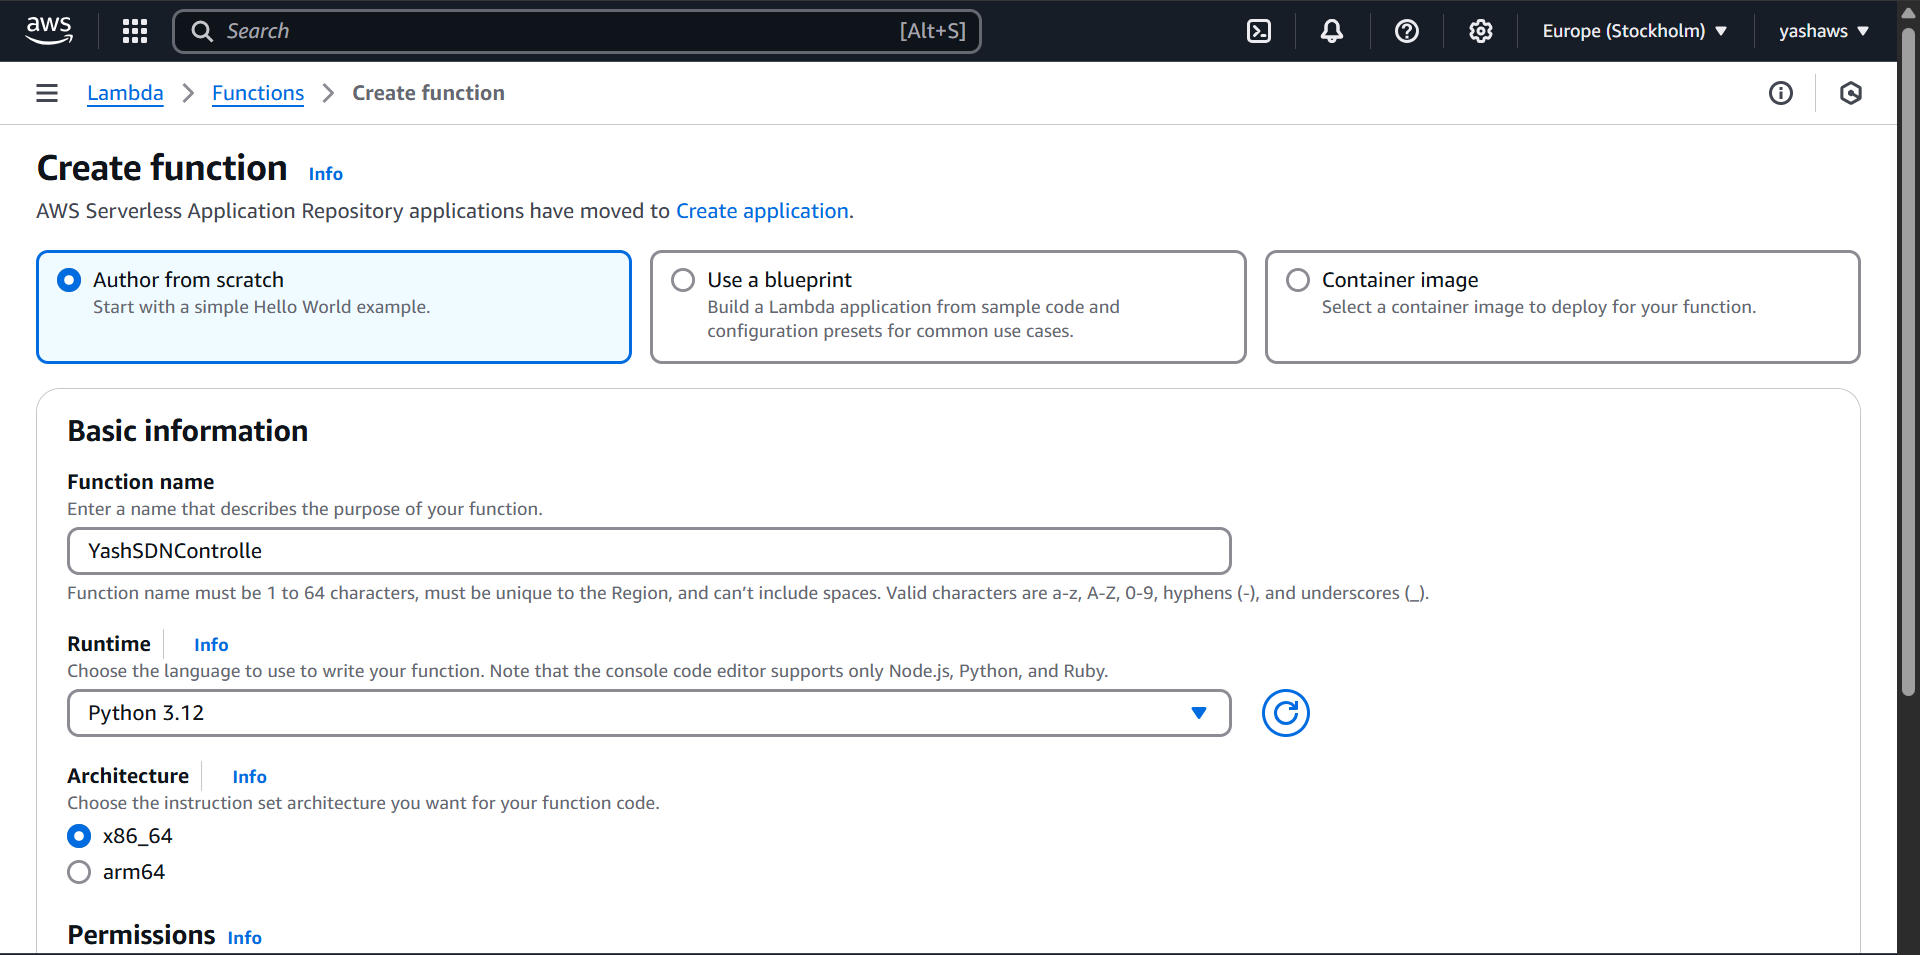 aws
Search [Alt+S]
Europe (Stockholm)
yashaws
Lambda
Functions
Create function
Create function Info
AWS Serverless Application Repository applications have moved to Create application.
Author from scratch
Start with a simple Hello World example.
Use a blueprint
Build a Lambda application from sample code and
configuration presets for common use cases.
Container image
Select a container image to deploy for your function.
Basic information
Function name
Enter a name that describes the purpose of your function.
YashSDNControlle
Function name must be 1 to 64 characters, must be unique to the Region, and can’t include spaces. Valid characters are a-z, A-Z, 0-9, hyphens (-), and underscores (_).
Runtime Info
Choose the language to use to write your function. Note that the console code editor supports only Node.js, Python, and Ruby.
Python 3.12
Architecture Info
Choose the instruction set architecture you want for your function code.
x86_64
arm64
Permissions Info